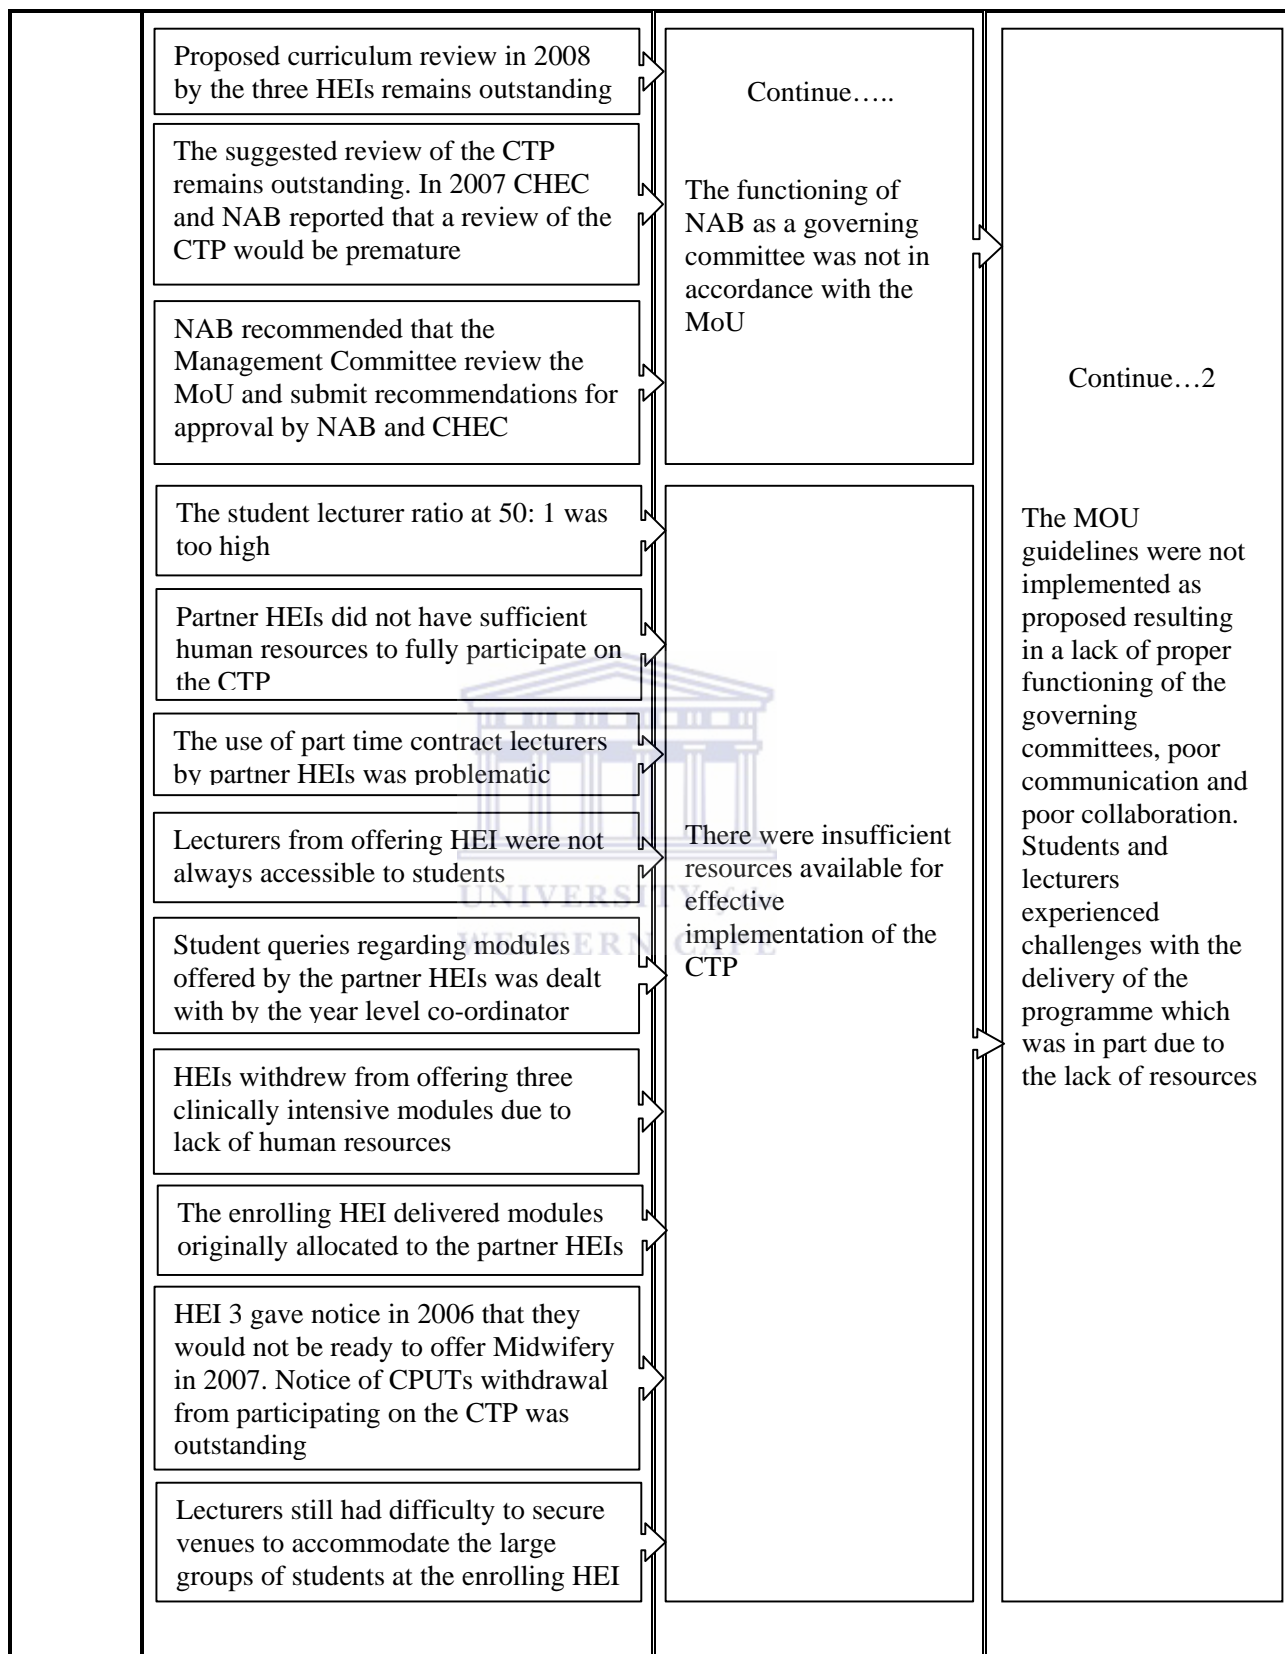 Proposed curriculum review in 2008
by the three HEIs remains outstanding
The suggested review of the CTP
remains outstanding. In 2007 CHEC
and NAB reported that a review of the
CTP would be premature
NAB recommended that the
Management Committee review the
MoU and submit recommendations for
approval by NAB and CHEC
The student lecturer ratio at 50: 1 was
too high
Partner HEIs did not have sufficient
human resources to fully participate on
the CTP
The use of part time contract lecturers
by partner HEIs was problematic
Lecturers from offering HEI were not
always accessible to students
Student queries regarding modules
offered by the partner HEIs was dealt
with by the year level co-ordinator
HEIs withdrew from offering three
clinically intensive modules due to
lack of human resources
The enrolling HEI delivered modules
originally allocated to the partner HEIs
HEI 3 gave notice in 2006 that they
would not be ready to offer Midwifery
in 2007. Notice of CPUTs withdrawal
from participating on the CTP was
outstanding
Lecturers still had difficulty to secure
venues to accommodate the large
groups of students at the enrolling HEI
Continue…..
The functioning of
NAB as a governing
committee was not in
accordance with the
MoU
There were insufficient
resources available for
effective
implementation of the
CTP
Continue…2
The MOU
guidelines were not
implemented as
proposed resulting
in a lack of proper
functioning of the
governing
committees, poor
communication and
poor collaboration.
Students and
lecturers
experienced
challenges with the
delivery of the
programme which
was in part due to
the lack of resources
UNIVERSITY of the
WESTERN CAPE